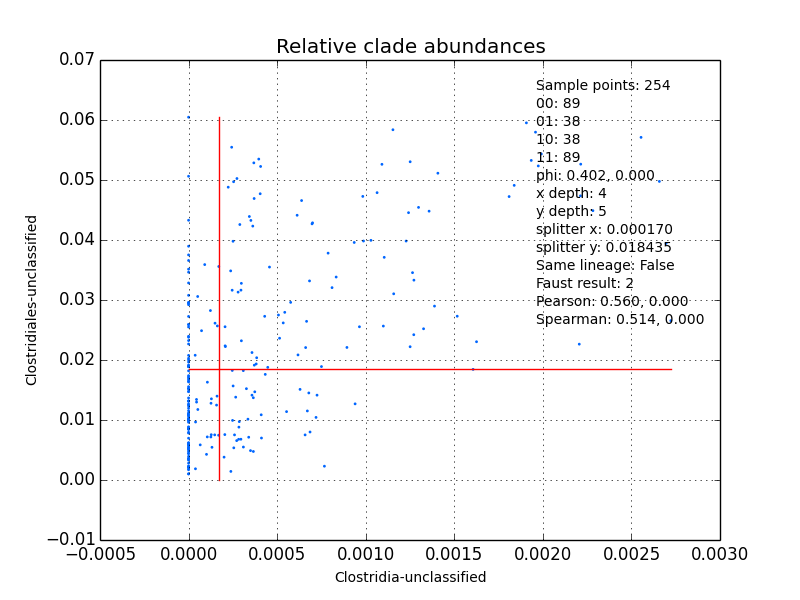 Relative clade abundances
0.07
0.06
0.05
0.04
0.03
0.02
0.01
0.00
−0.01
Clostridiales-unclassified
Sample points: 254
00: 89
01: 38
10: 38
11: 89
phi: 0.402, 0.000
x depth: 4
y depth: 5
splitter x: 0.000170
splitter y: 0.018435
Same lineage: False
Faust result: 2
Pearson: 0.560, 0.000
Spearman: 0.514, 0.000
−0.0005 0.0000 0.0005 0.0010 0.0015 0.0020 0.0025 0.0030
Clostridia-unclassified